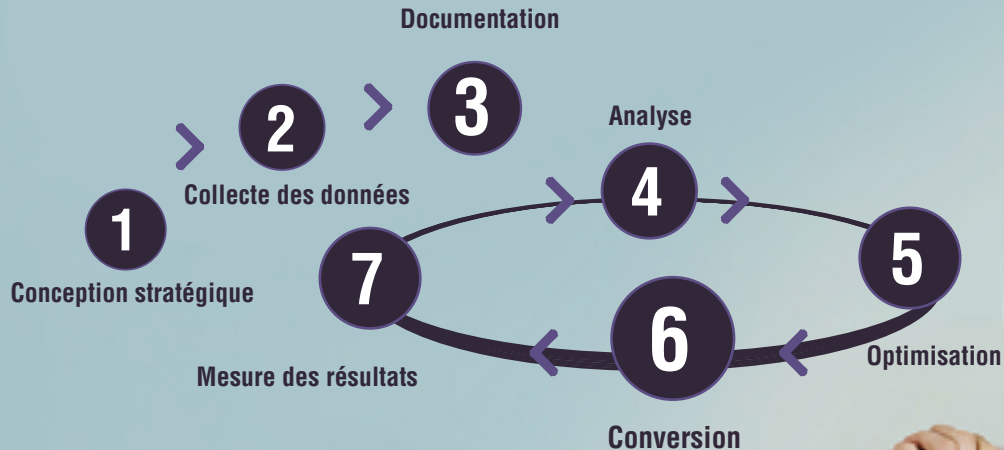 1
Conception stratégique
2
Collecte des données
3
Documentation
4
Analyse
5
Optimisation
6
Conversion
7
Mesure des résultats